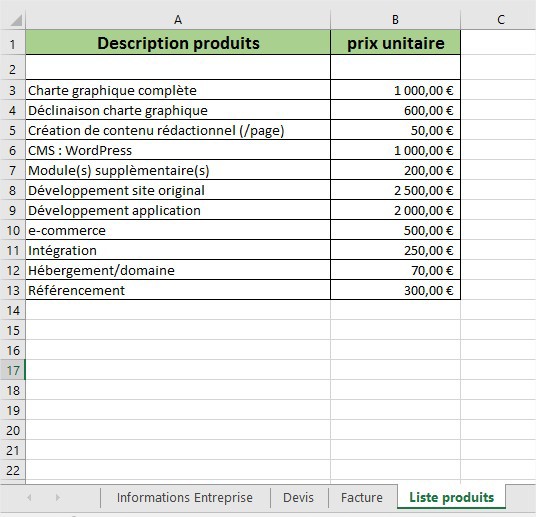 A B C
1 Description produits prix unitaire
2
3 Charte graphique complète 1 000,00 €
4 Déclinaison charte graphique 600,00 €
5 Création de contenu rédactionnel (/page) 50,00 €
6 CMS : WordPress 1 000,00 €
7 Module(s) supplèmentaire(s) 200,00 €
8 Développement site original 2 500,00 €
9 Développement application 2 000,00 €
10 e-commerce 500,00 €
11 Intégration 250,00 €
12 Hébergement/domaine 70,00 €
13 Référencement 300,00 €
14
15
16
17
18
19
20
21
22
Informations Entreprise Devis Facture Liste produits